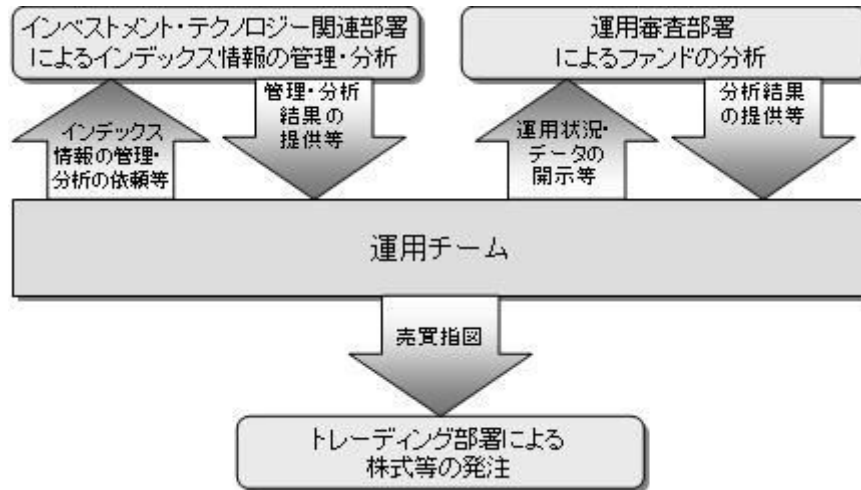 インベストメント・テクノロジー関連部署
によるインデックス情報の管理・分析
運用審査部署
によるファンドの分析
インデックス
情報の管理・
分析の依頼等
管理・分析
結果の
提供等
運用状況・
データの
開示等
分析結果
の提供等
運用チーム
売買指図
トレーディング部署による
株式等の発注